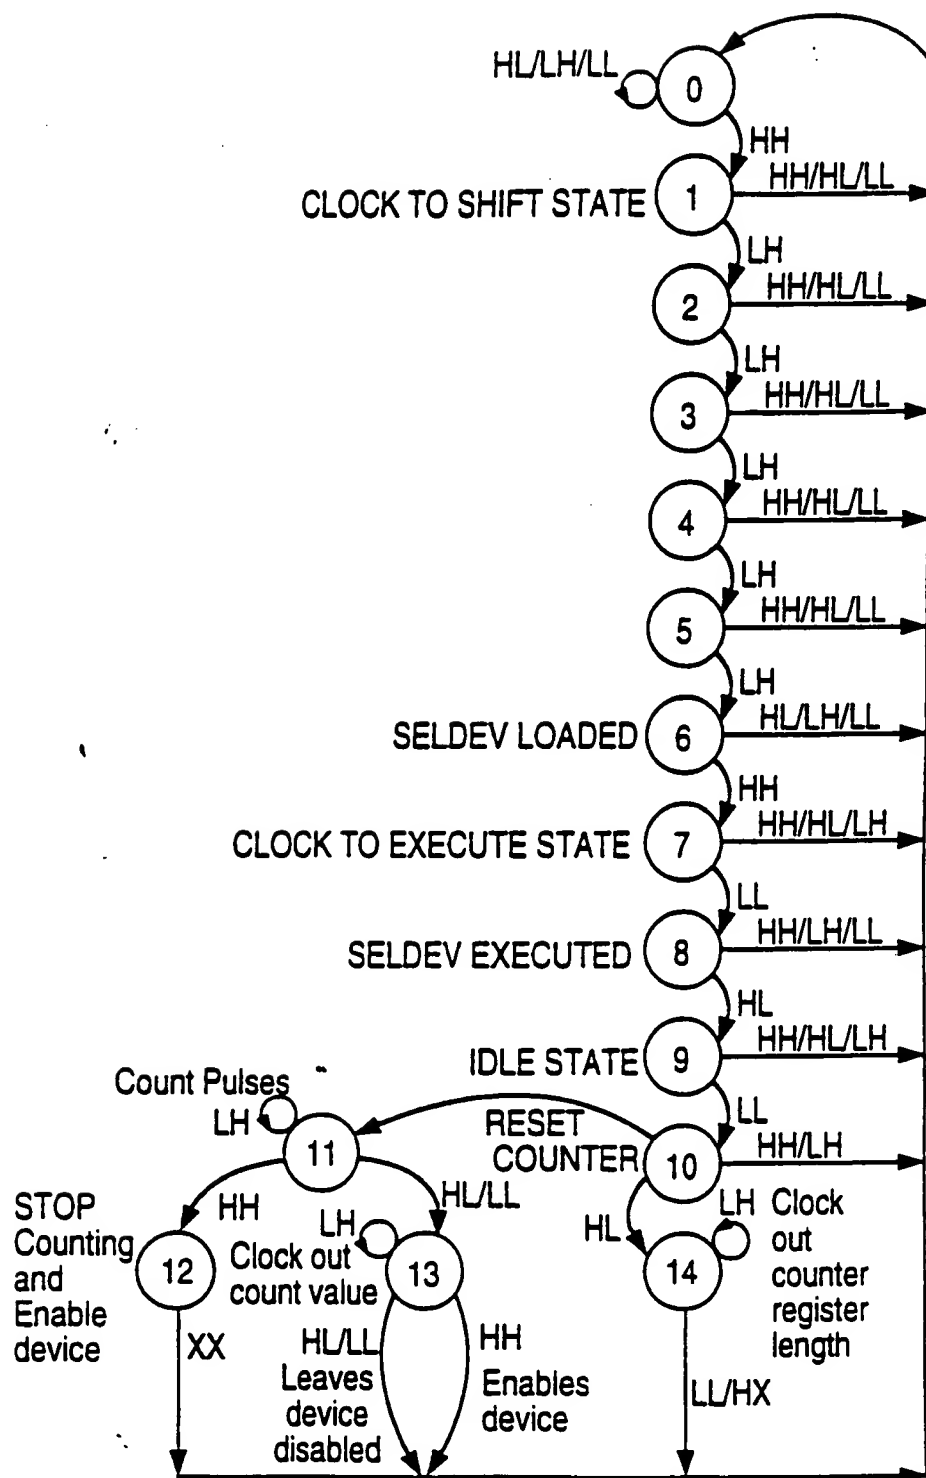 HL/LH/LL
0
HH
CLOCK TO SHIFT STATE
1
HH/HL/LL
LH
2
HH/HL/LL
LH
3
HH/HL/LL
LH
4
HH/HL/LL
LH
5
HH/HL/LL
LH
SELDEV LOADED
6
HL/LH/LL
HH
CLOCK TO EXECUTE STATE
7
HH/HL/LH
LL
SELDEV EXECUTED
8
HH/LH/LL
HL
IDLE STATE
9
HH/HL/LH
LL
Count Pulses
LH
11
RESET
COUNTER
10
HH/LH
STOP
Counting
and
Enable
device
HH
12
XX
HL/LL
LH
Clock out
count value
13
HL/LL
Leaves
device
disabled
HH
Enables
device
HL
14
LH
Clock
out
counter
register
length
LL/HX